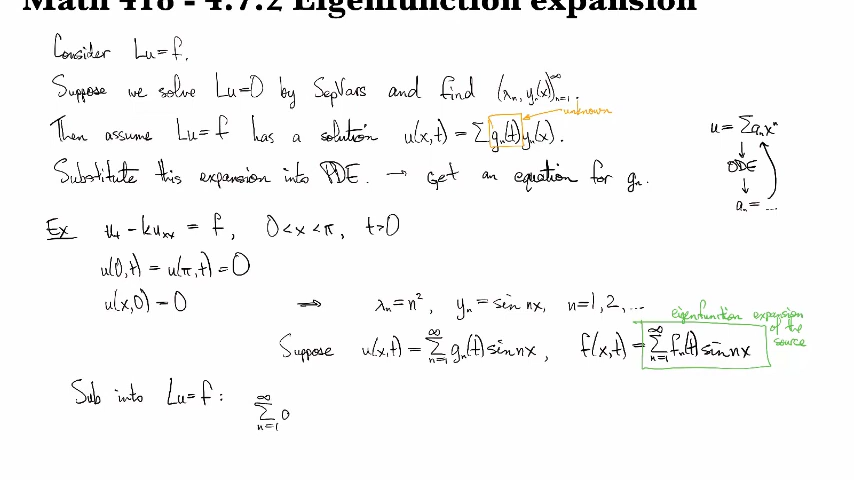 Math 418 - 4.7.2 Eigenfunction expansion
Consider Lu=f.
Suppose we solve Lu=0 by SepVars and find (λₙ, yₙ(x))ₙ₌₁^∞.
unknown
Then assume Lu=f has a solution u(x,t) = Σ gₙ(t) yₙ(x).
Substitute this expansion into PDE. → Get an equation for gₙ.
u = Σaₙxⁿ
↓
ODE
↓
aₙ = ...
Ex uₜ - kuₓₓ = f, 0<x<π, t>0
u(0,t) = u(π,t) = 0
u(x,0) = 0 ⇒ λₙ = n², yₙ = sin nx, n=1,2,...
eigenfunction expansion
of the
source
Suppose u(x,t) = Σₙ₌₁^∞ gₙ(t) sin nx, f(x,t) = Σₙ₌₁^∞ fₙ(t) sin nx
Sub into Lu=f: Σₙ₌₁^∞ 0